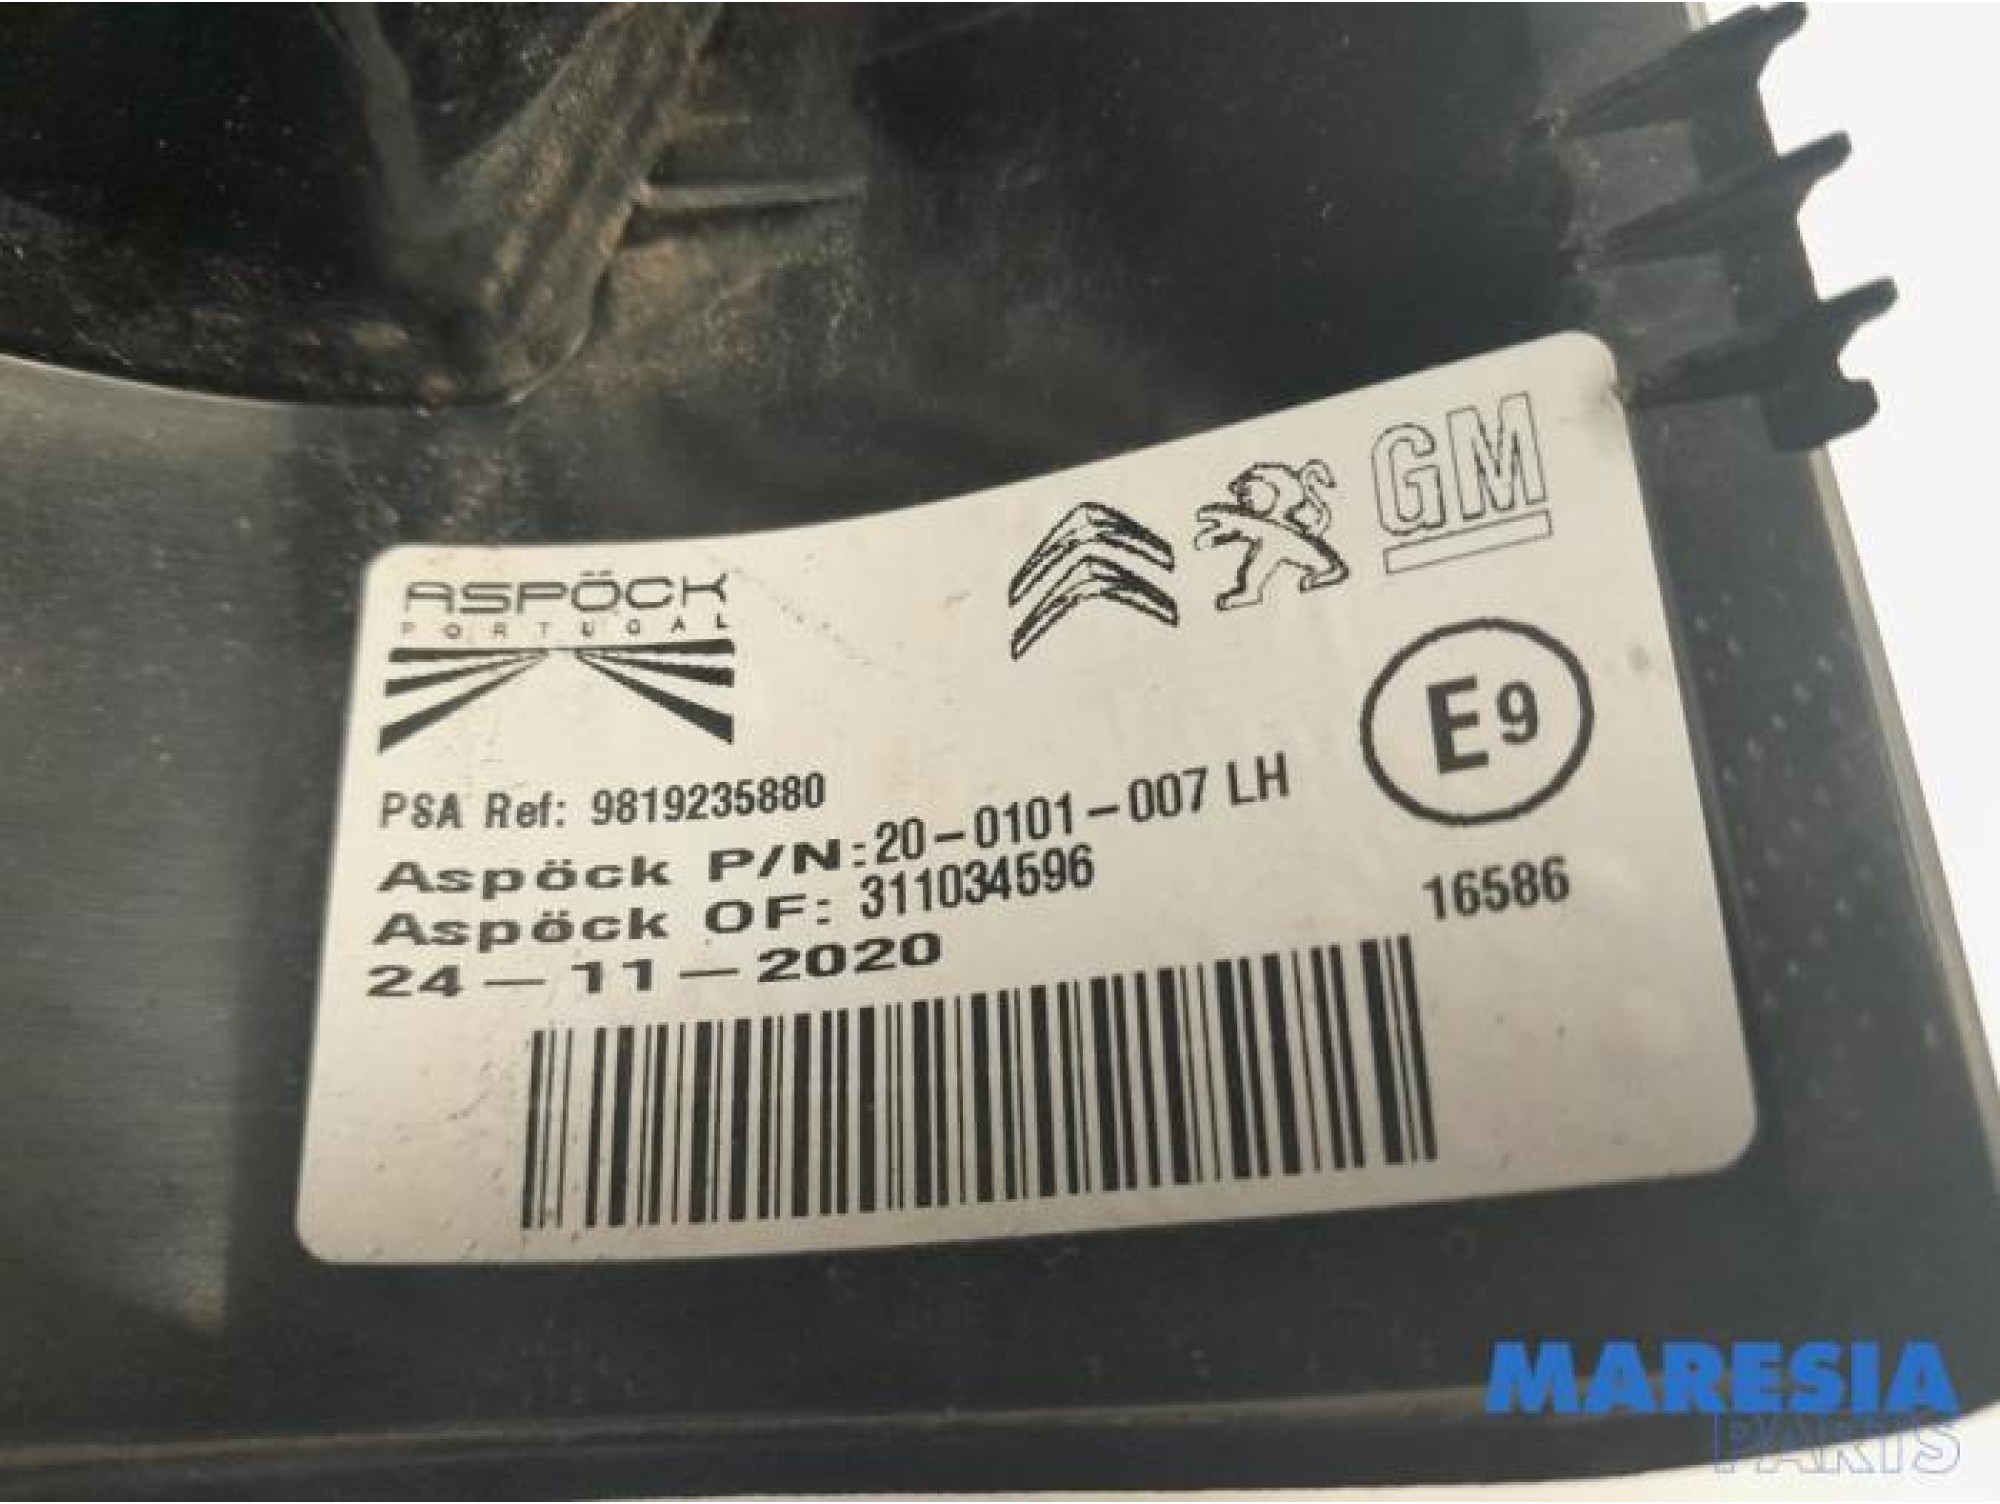 ASPÖCK
PORTUGAL
GM
E9
PSA Ref: 9819235880
Aspöck P/N:20-0101-007 LH
Aspöck OF: 311034596
16586
24-11-2020
MARESIA
PARTS